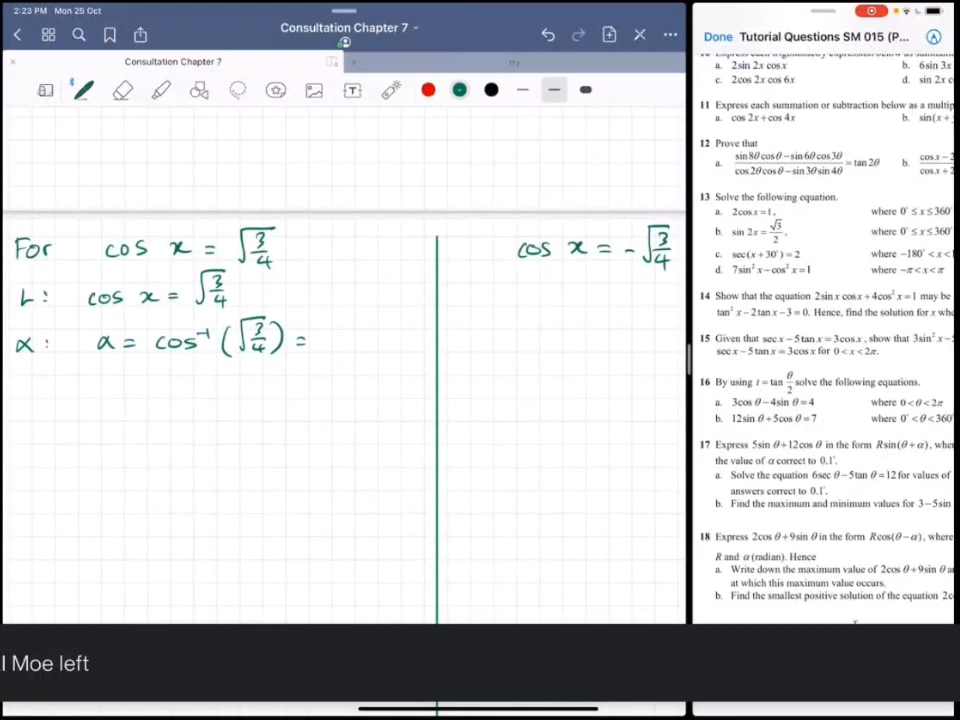 2:23 PM Mon 25 Oct
Consultation Chapter 7
Consultation Chapter 7
try
For cos x = √(3/4)
L: cos x = √(3/4)
α: α = cos⁻¹ (√(3/4)) =
cos x = -√(3/4)
Done Tutorial Questions SM 015 (P...
a. 2sin 2x cos x b. 6sin 3x
c. 2cos 2x cos 6x d. sin 2x c
11 Express each summation or subtraction below as a multip
a. cos 2x + cos 4x b. sin(x +
12 Prove that
a. (sin 8θ cos θ − sin 6θ cos 3θ)/(cos 2θ cos θ − sin 3θ sin 4θ) = tan 2θ b. cos x − 2/cos x + 2
13 Solve the following equation.
a. 2cos x = 1, where 0° ≤ x ≤ 360°
b. sin 2x = √3/2, where 0° ≤ x ≤ 360°
c. sec(x + 30°) = 2 where −180° < x < 1
d. 7sin² x − cos² x = 1 where −π < x < π
14 Show that the equation 2sin x cos x + 4cos² x = 1 may be
tan² x − 2tan x − 3 = 0. Hence, find the solution for x whe
15 Given that sec x − 5tan x = 3cos x, show that 3sin² x − 5
sec x − 5tan x = 3cos x for 0 < x < 2π.
16 By using t = tan θ/2 solve the following equations.
a. 3cos θ − 4sin θ = 4 where 0 < θ < 2π
b. 12sin θ + 5cos θ = 7 where 0° < θ < 360°
17 Express 5sin θ + 12cos θ in the form Rsin(θ + α), wher
the value of α correct to 0.1°.
a. Solve the equation 6sec θ − 5tan θ = 12 for values of
answers correct to 0.1°.
b. Find the maximum and minimum values for 3 − 5sin
18 Express 2cos θ + 9sin θ in the form Rcos(θ − α), where
R and α (radian). Hence
a. Write down the maximum value of 2cos θ + 9sin θ an
at which this maximum value occurs.
b. Find the smallest positive solution of the equation 2c
l Moe left